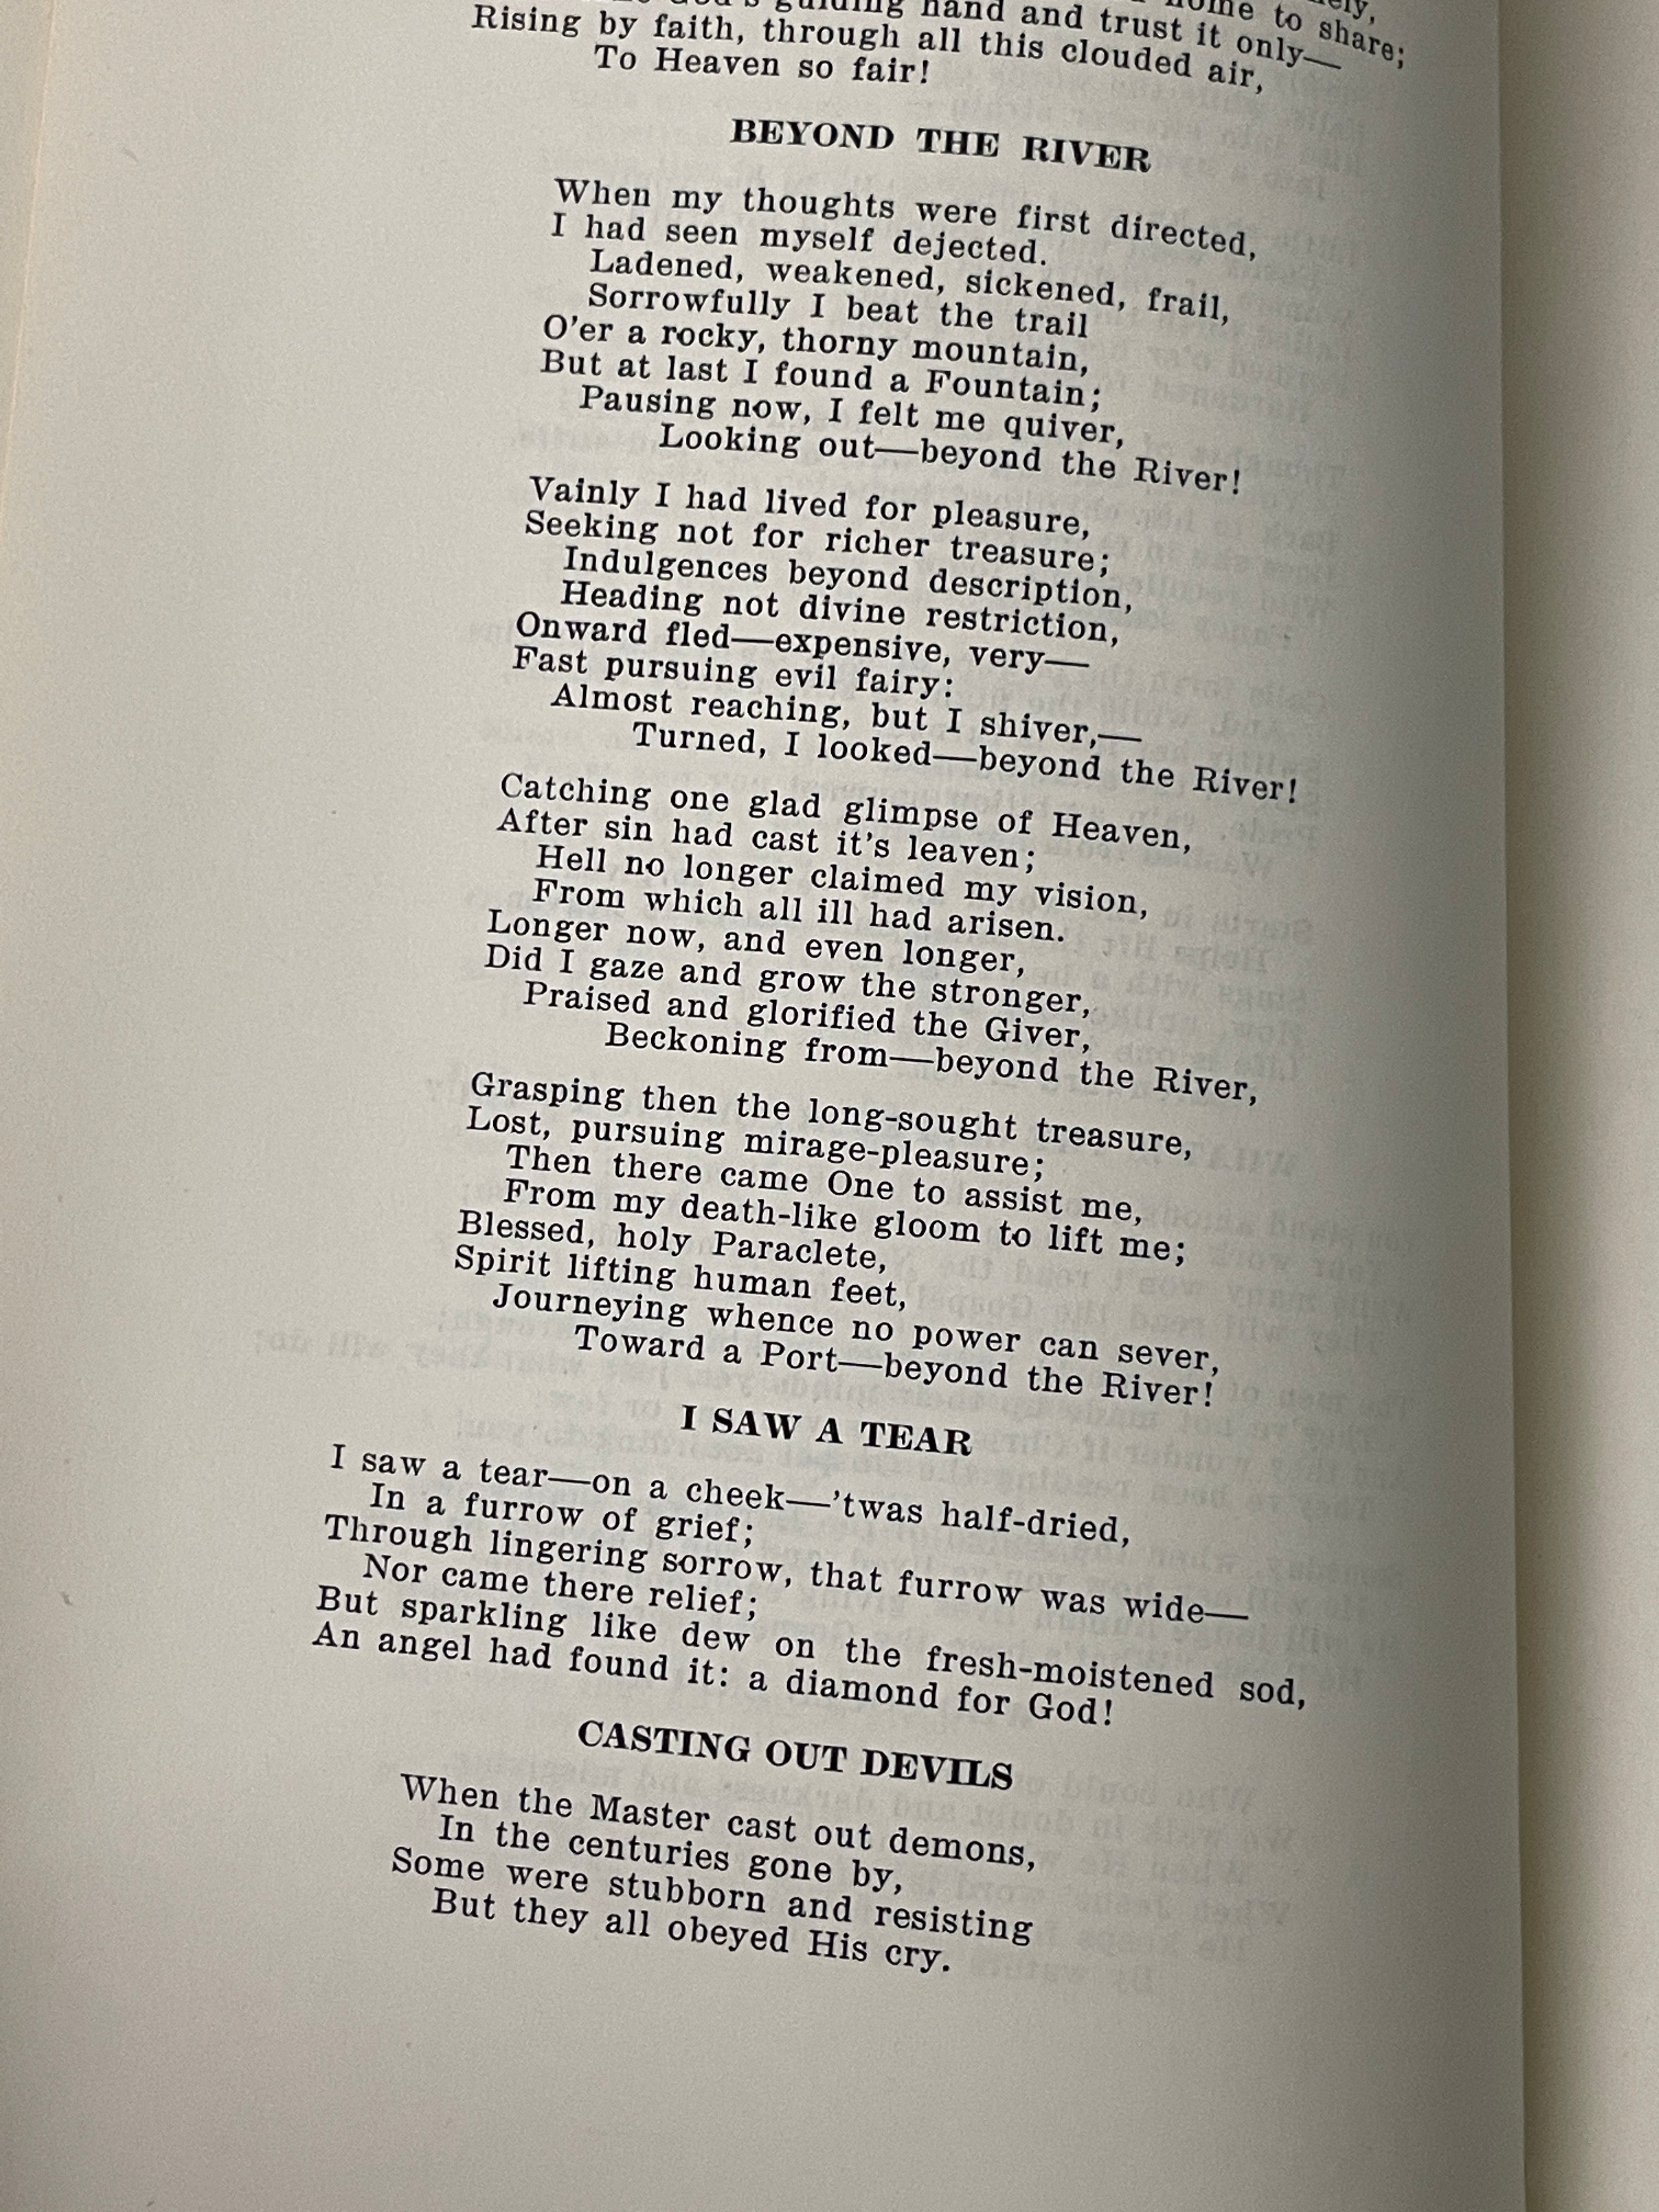 guiding hand and trust it only—
home to share;
Rising by faith, through all this clouded air,
To Heaven so fair!
BEYOND THE RIVER
When my thoughts were first directed,
I had seen myself dejected.
Ladened, weakened, sickened, frail,
Sorrowfully I beat the trail
O'er a rocky, thorny mountain,
But at last I found a Fountain;
Pausing now, I felt me quiver,
Looking out—beyond the River!
Vainly I had lived for pleasure,
Seeking not for richer treasure;
Indulgences beyond description,
Heading not divine restriction,
Onward fled—expensive, very—
Fast pursuing evil fairy:
Almost reaching, but I shiver,—
Turned, I looked—beyond the River!
Catching one glad glimpse of Heaven,
After sin had cast it's leaven;
Hell no longer claimed my vision,
From which all ill had arisen.
Longer now, and even longer,
Did I gaze and grow the stronger,
Praised and glorified the Giver,
Beckoning from—beyond the River,
Grasping then the long-sought treasure,
Lost, pursuing mirage-pleasure;
Then there came One to assist me,
From my death-like gloom to lift me;
Blessed, holy Paraclete,
Spirit lifting human feet,
Journeying whence no power can sever,
Toward a Port—beyond the River!
I SAW A TEAR
I saw a tear—on a cheek—'twas half-dried,
In a furrow of grief;
Through lingering sorrow, that furrow was wide—
Nor came there relief;
But sparkling like dew on the fresh-moistened sod,
An angel had found it: a diamond for God!
CASTING OUT DEVILS
When the Master cast out demons,
In the centuries gone by,
Some were stubborn and resisting
But they all obeyed His cry.